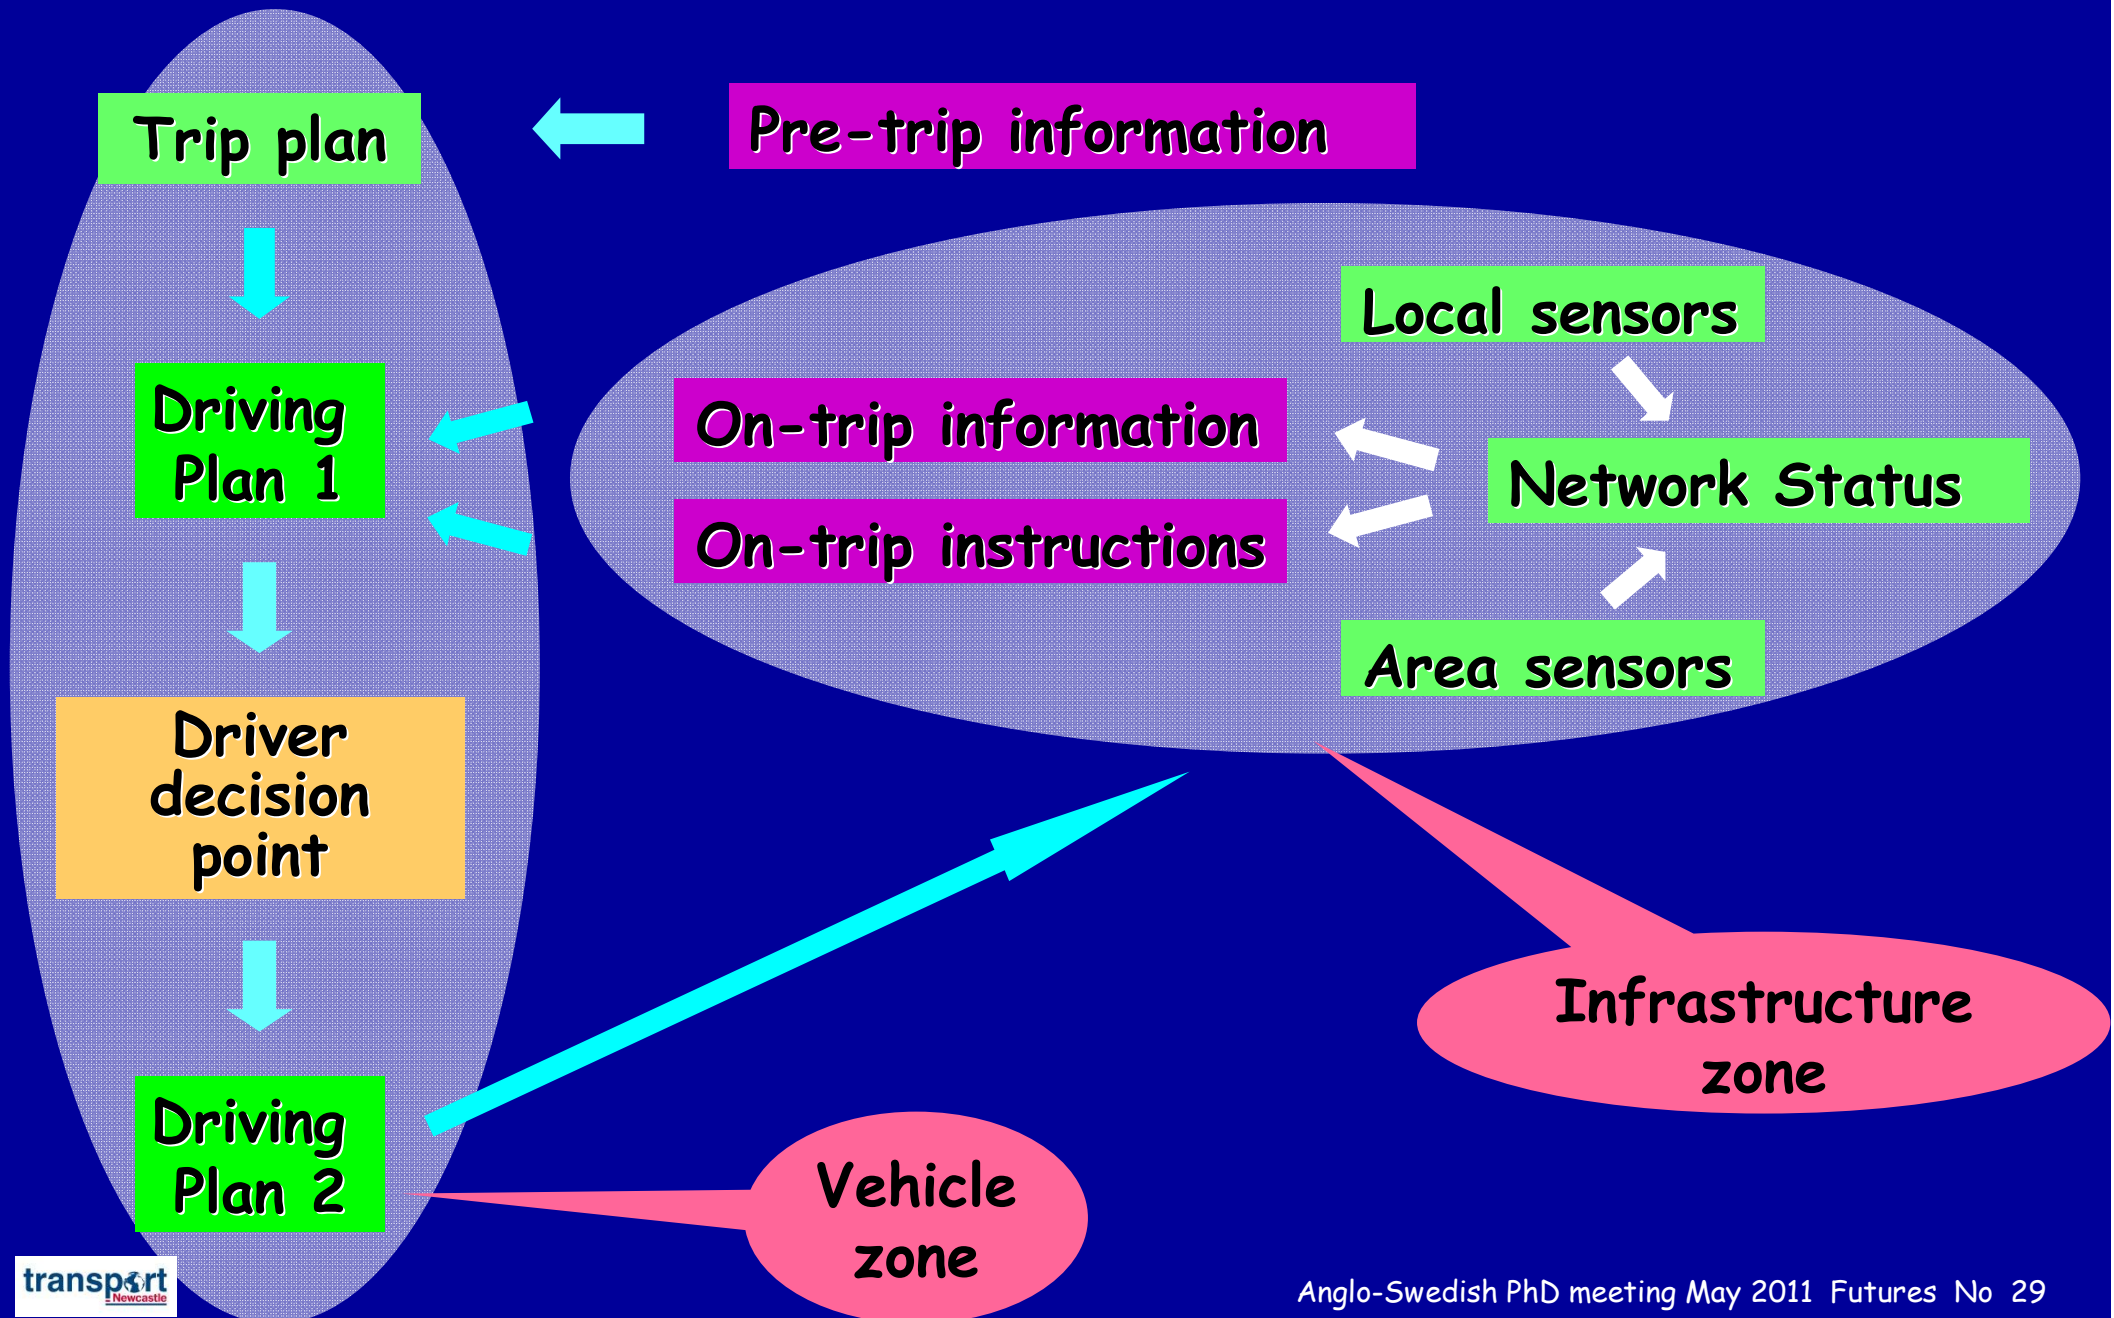 Trip plan
Pre-trip information
Local sensors
Driving
Plan 1
On-trip information
Network Status
On-trip instructions
Area sensors
Driver
decision
point
Infrastructure
zone
Driving
Plan 2
Vehicle
zone
transport
Newcastle
Anglo-Swedish PhD meeting May 2011 Futures No 29